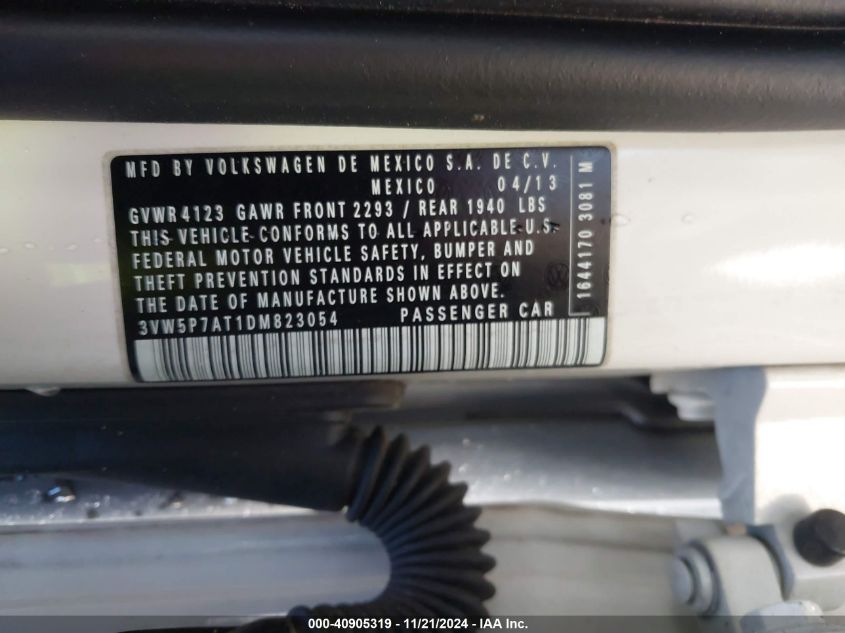 MFD BY VOLKSWAGEN DE MEXICO S.A. DE C.V.
MEXICO 04/13
GVWR 4123 GAWR FRONT 2293 / REAR 1940 LBS
THIS VEHICLE CONFORMS TO ALL APPLICABLE U.S.
FEDERAL MOTOR VEHICLE SAFETY, BUMPER AND
THEFT PREVENTION STANDARDS IN EFFECT ON
THE DATE OF MANUFACTURE SHOWN ABOVE.
3VW5P7AT1DM823054 PASSENGER CAR
1644170 3081 M
000-40905319 - 11/21/2024 - IAA Inc.